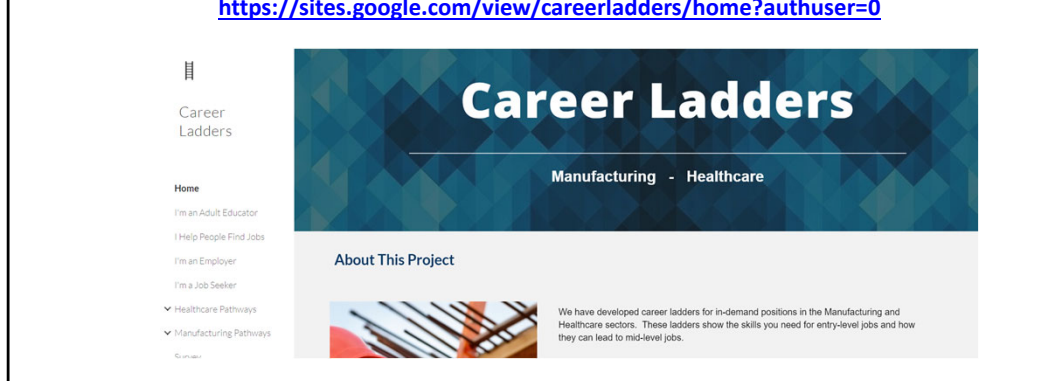 https://sites.google.com/view/careerladders/home?authuser=0
Career
Ladders
Home
I'm an Adult Educator
I Help People Find Jobs
I'm an Employer
I'm a Job Seeker
Healthcare Pathways
Manufacturing Pathways
Survey
Career Ladders
Manufacturing - Healthcare
About This Project
We have developed career ladders for in-demand positions in the Manufacturing and
Healthcare sectors. These ladders show the skills you need for entry-level jobs and how
they can lead to mid-level jobs.